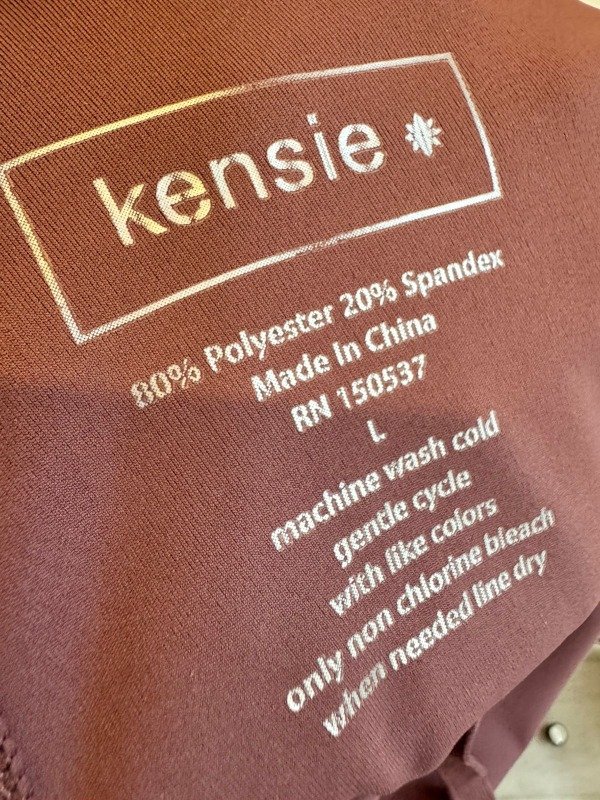 kensie
80% Polyester 20% Spandex
Made In China
RN 150537
L
machine wash cold
gentle cycle
with like colors
only non chlorine bleach
when needed line dry